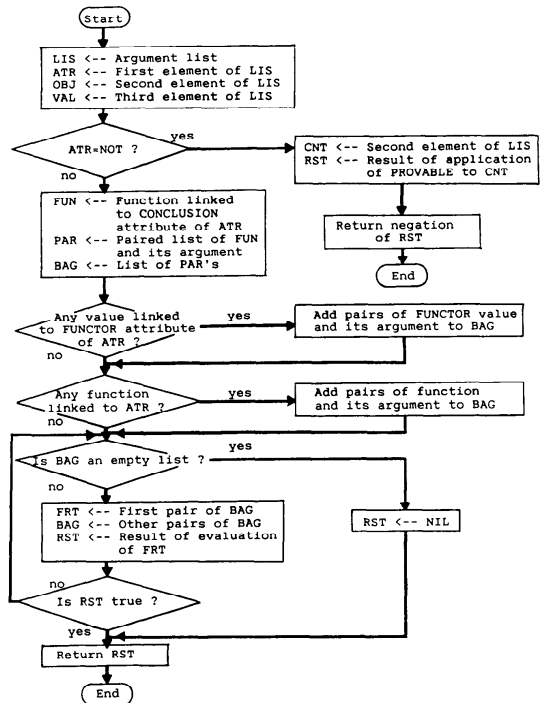 Start
LIS <-- Argument list
ATR <-- First element of LIS
OBJ <-- Second element of LIS
VAL <-- Third element of LIS
ATR=NOT ?
yes
no
CNT <-- Second element of LIS
RST <-- Result of application
of PROVABLE to CNT
Return negation
of RST
End
FUN <-- Function linked
to CONCLUSION
attribute of ATR
PAR <-- Paired list of FUN
and its argument
BAG <-- List of PAR's
Any value linked
to FUNCTOR attribute
of ATR ?
yes
no
Add pairs of FUNCTOR value
and its argument to BAG
Any function
linked to ATR ?
yes
no
Add pairs of function
and its argument to BAG
Is BAG an empty list ?
yes
no
FRT <-- First pair of BAG
BAG <-- Other pairs of BAG
RST <-- Result of evaluation
of FRT
RST <-- NIL
no
Is RST true ?
yes
Return RST
End